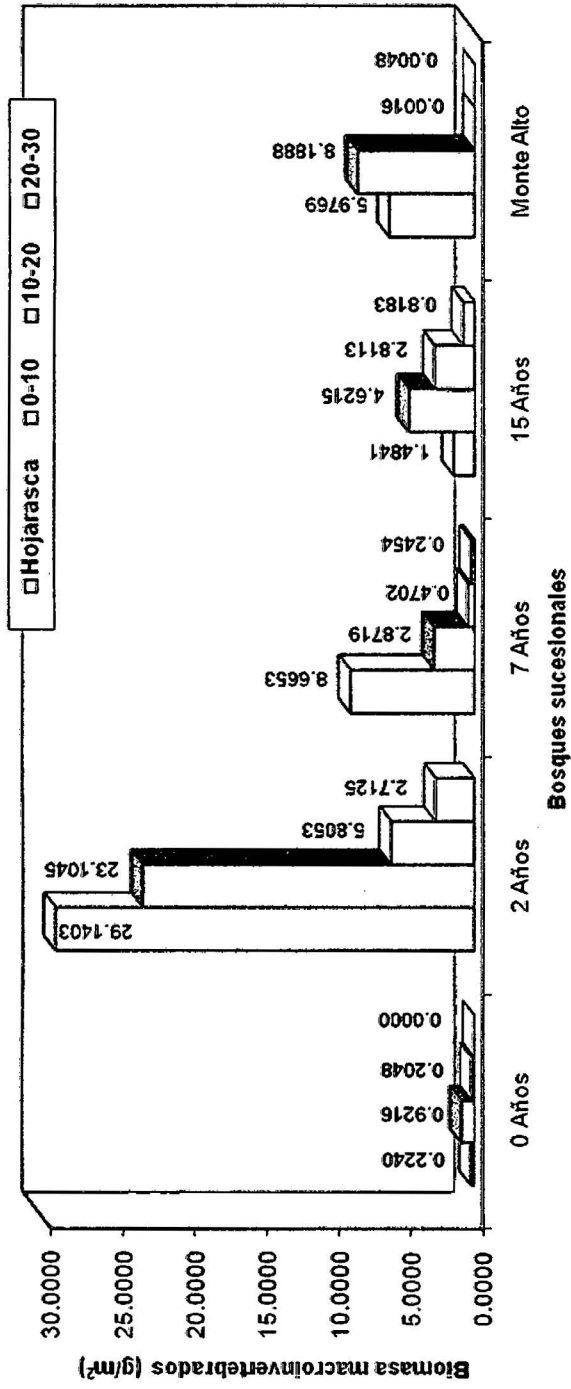 □Hojarasca □0-10 □10-20 □20-30
Biomasa macroinvertebrados (g/m²)
30.0000
25.0000
20.0000
15.0000
10.0000
5.0000
0.0000
0.2240 0.9216 0.2048 0.0000
29.1403 23.1045 5.8053 2.7125
8.6653 2.8719 0.4702 0.2454
1.4841 4.6215 2.8113 0.8183
5.9769 8.1888 0.0016 0.0048
0 Años 2 Años 7 Años 15 Años Monte Alto
Bosques sucesionales